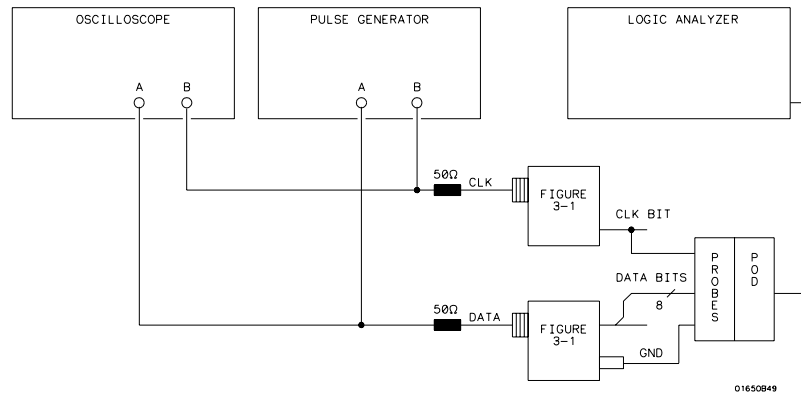 OSCILLOSCOPE
PULSE GENERATOR
LOGIC ANALYZER
A
B
A
B
50Ω
CLK
FIGURE
3-1
CLK BIT
PROBES
POD
DATA BITS
8
50Ω
DATA
FIGURE
3-1
GND
01650B49